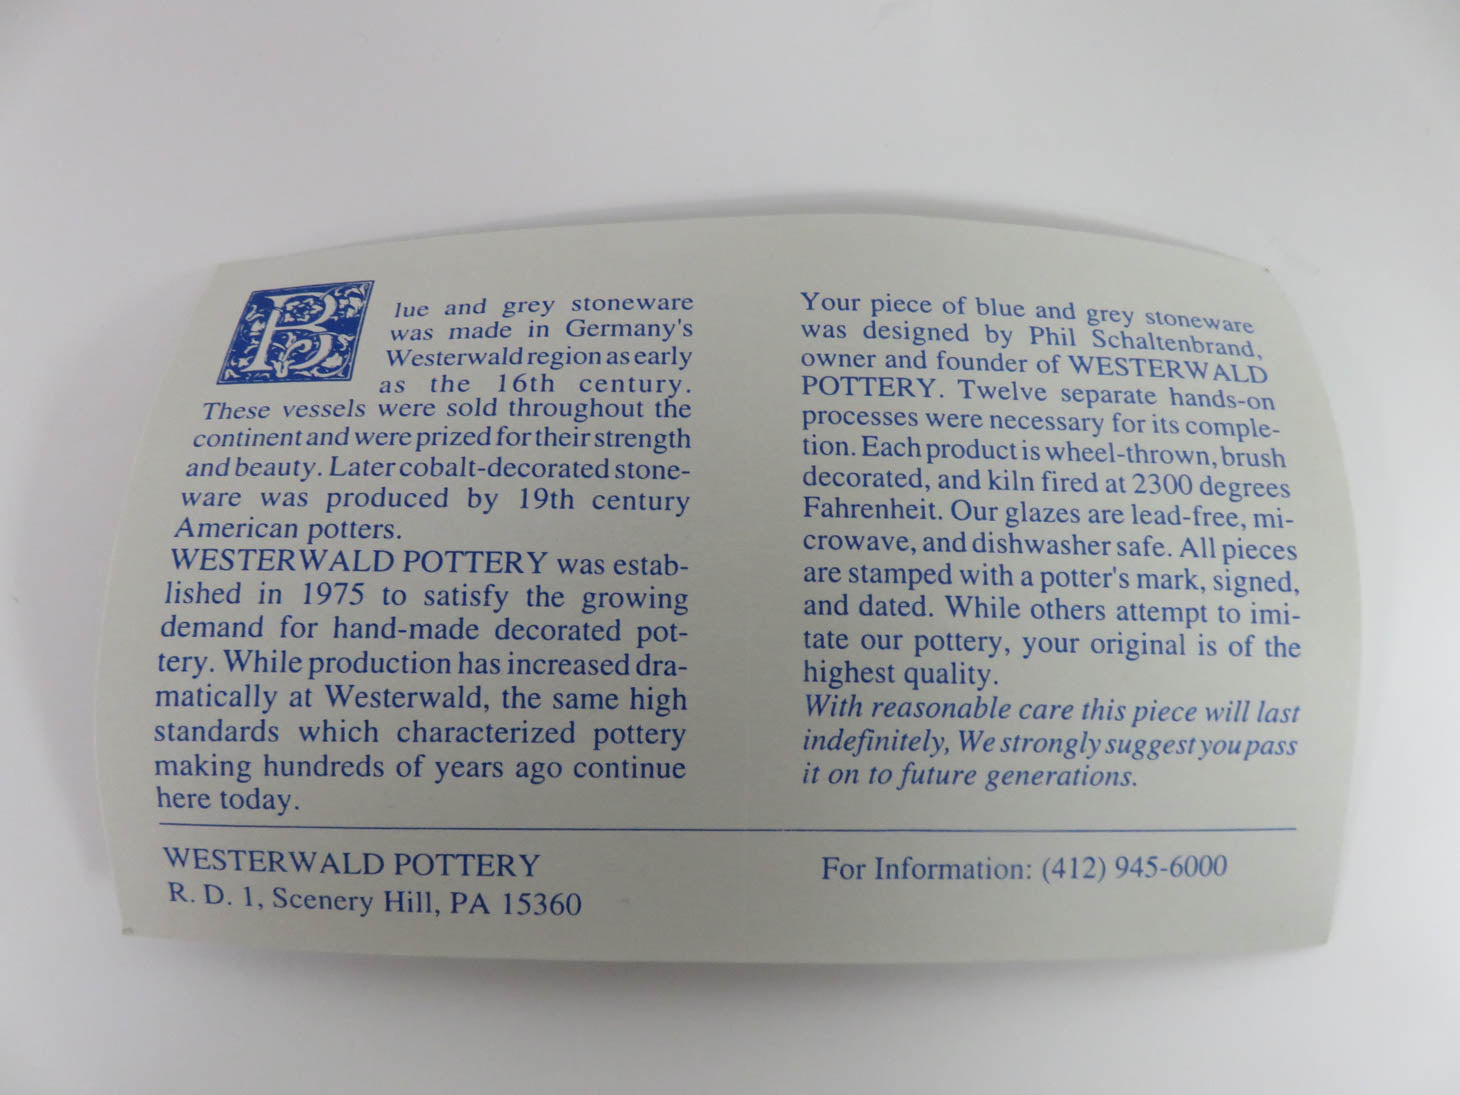 Blue and grey stoneware
was made in Germany's
Westerwald region as early
as the 16th century.
These vessels were sold throughout the
continent and were prized for their strength
and beauty. Later cobalt-decorated stone-
ware was produced by 19th century
American potters.
WESTERWALD POTTERY was estab-
lished in 1975 to satisfy the growing
demand for hand-made decorated pot-
tery. While production has increased dra-
matically at Westerwald, the same high
standards which characterized pottery
making hundreds of years ago continue
here today.
Your piece of blue and grey stoneware
was designed by Phil Schaltenbrand,
owner and founder of WESTERWALD
POTTERY. Twelve separate hands-on
processes were necessary for its comple-
tion. Each product is wheel-thrown, brush
decorated, and kiln fired at 2300 degrees
Fahrenheit. Our glazes are lead-free, mi-
crowave, and dishwasher safe. All pieces
are stamped with a potter's mark, signed,
and dated. While others attempt to imi-
tate our pottery, your original is of the
highest quality.
With reasonable care this piece will last
indefinitely, We strongly suggest you pass
it on to future generations.
WESTERWALD POTTERY
R. D. 1, Scenery Hill, PA 15360
For Information: (412) 945-6000